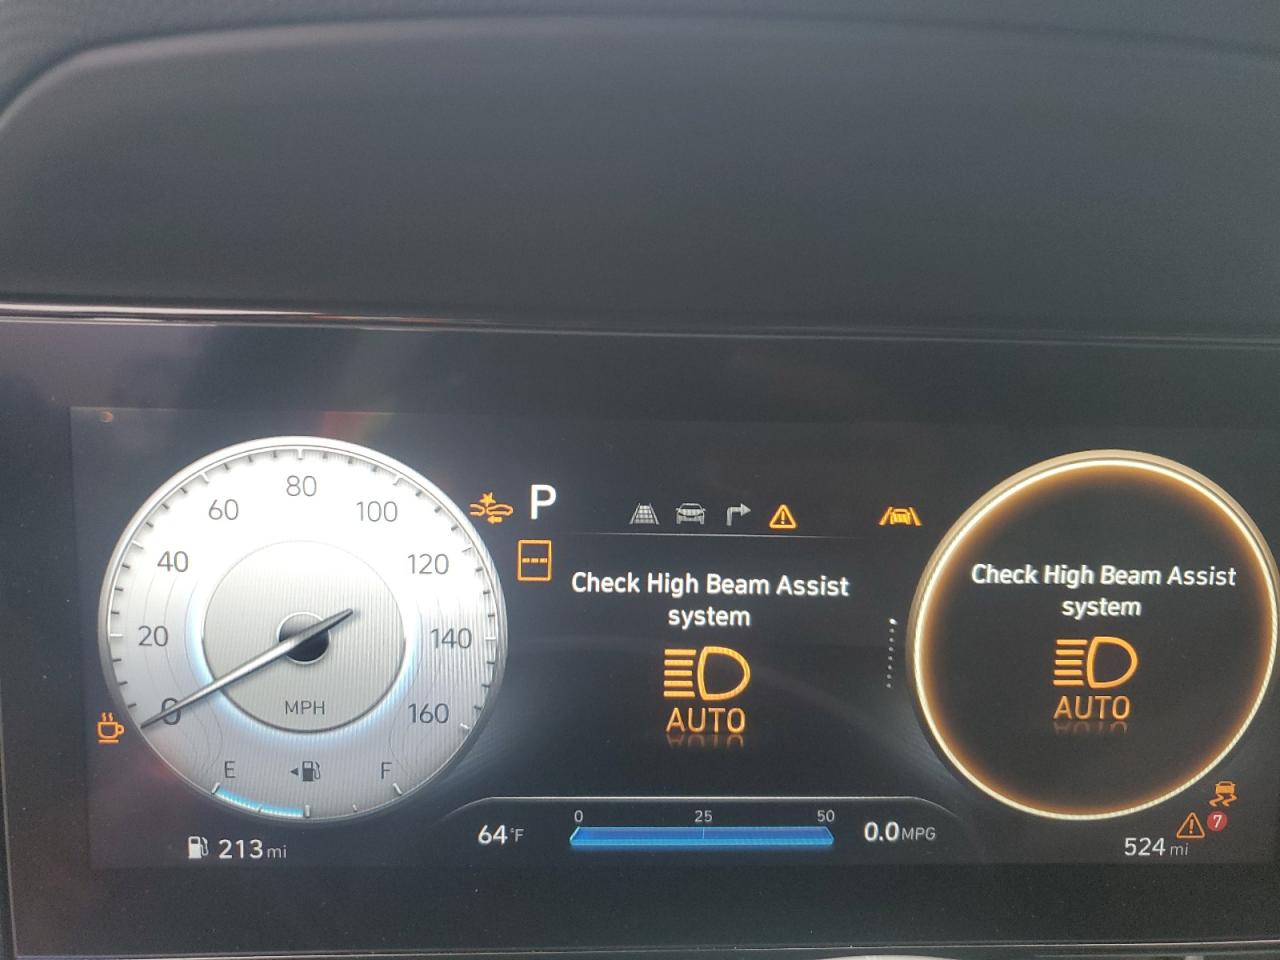 80
60
100
40
120
20
140
0
MPH
160
E
F
213 mi
P
Check High Beam Assist
system
AUTO
64°F
0
25
50
0.0 MPG
Check High Beam Assist
system
AUTO
7
524 mi